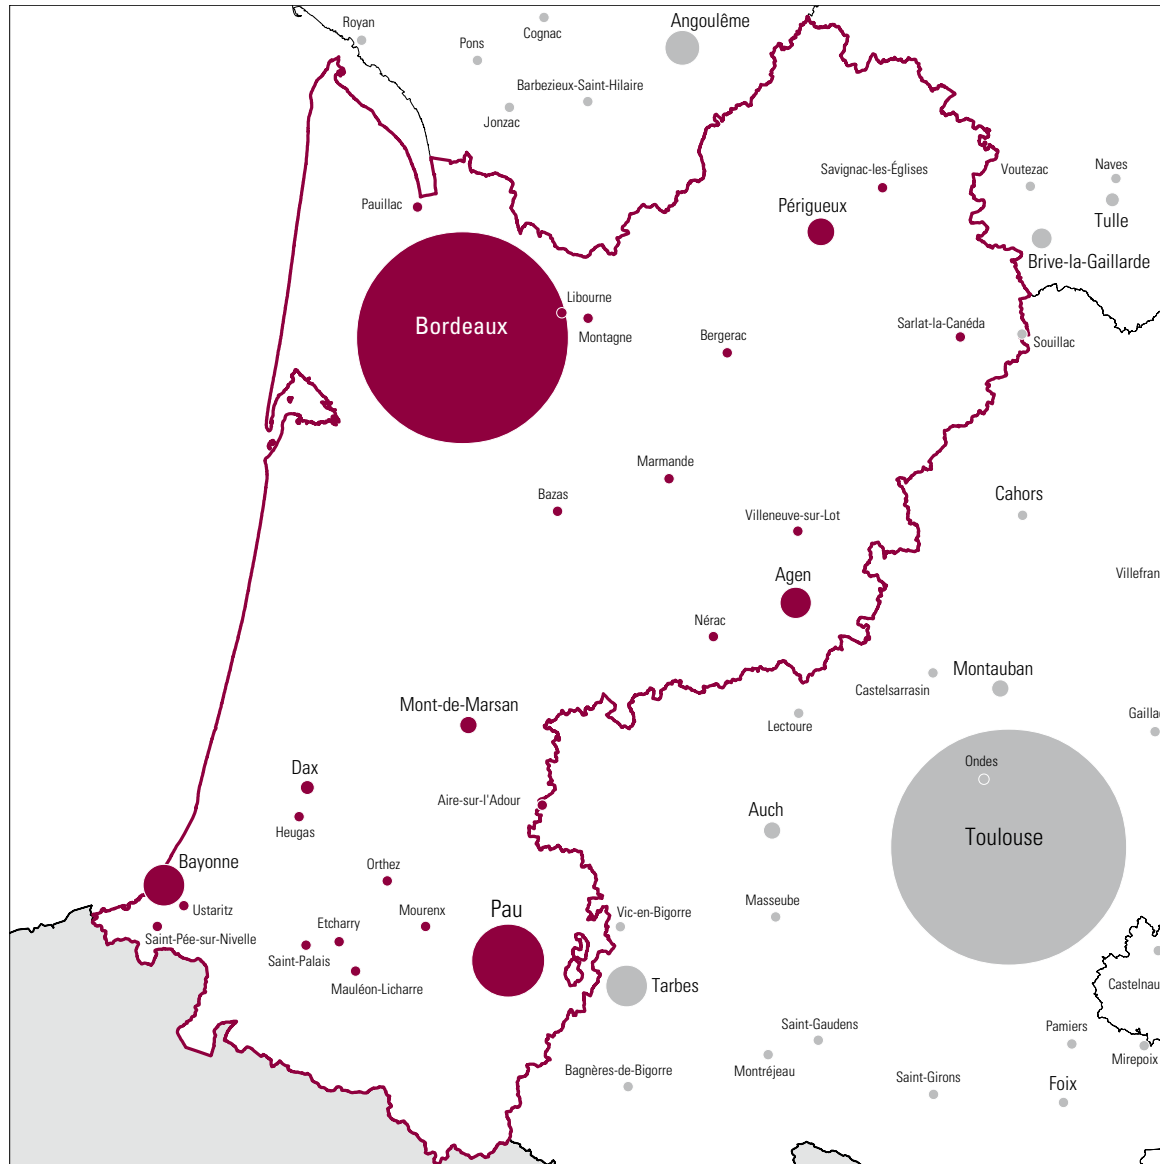 Royan
Cognac
Angoulême
Pons
Barbezieux-Saint-Hilaire
Jonzac
Savignac-les-Églises
Voutezac
Naves
Pauillac
Périgueux
Tulle
Brive-la-Gaillarde
Libourne
Bordeaux
Montagne
Bergerac
Sarlat-la-Canéda
Souillac
Marmande
Bazas
Cahors
Villeneuve-sur-Lot
Agen
Villefran
Nérac
Montauban
Castelsarrasin
Mont-de-Marsan
Lectoure
Gailla
Dax
Ondes
Aire-sur-l'Adour
Auch
Heugas
Toulouse
Bayonne
Orthez
Masseube
Ustaritz
Mourenx
Pau
Vic-en-Bigorre
Etcharry
Saint-Pée-sur-Nivelle
Saint-Palais
Mauléon-Licharre
Tarbes
Castelnau
Saint-Gaudens
Pamiers
Mirepoix
Bagnères-de-Bigorre
Montréjeau
Saint-Girons
Foix